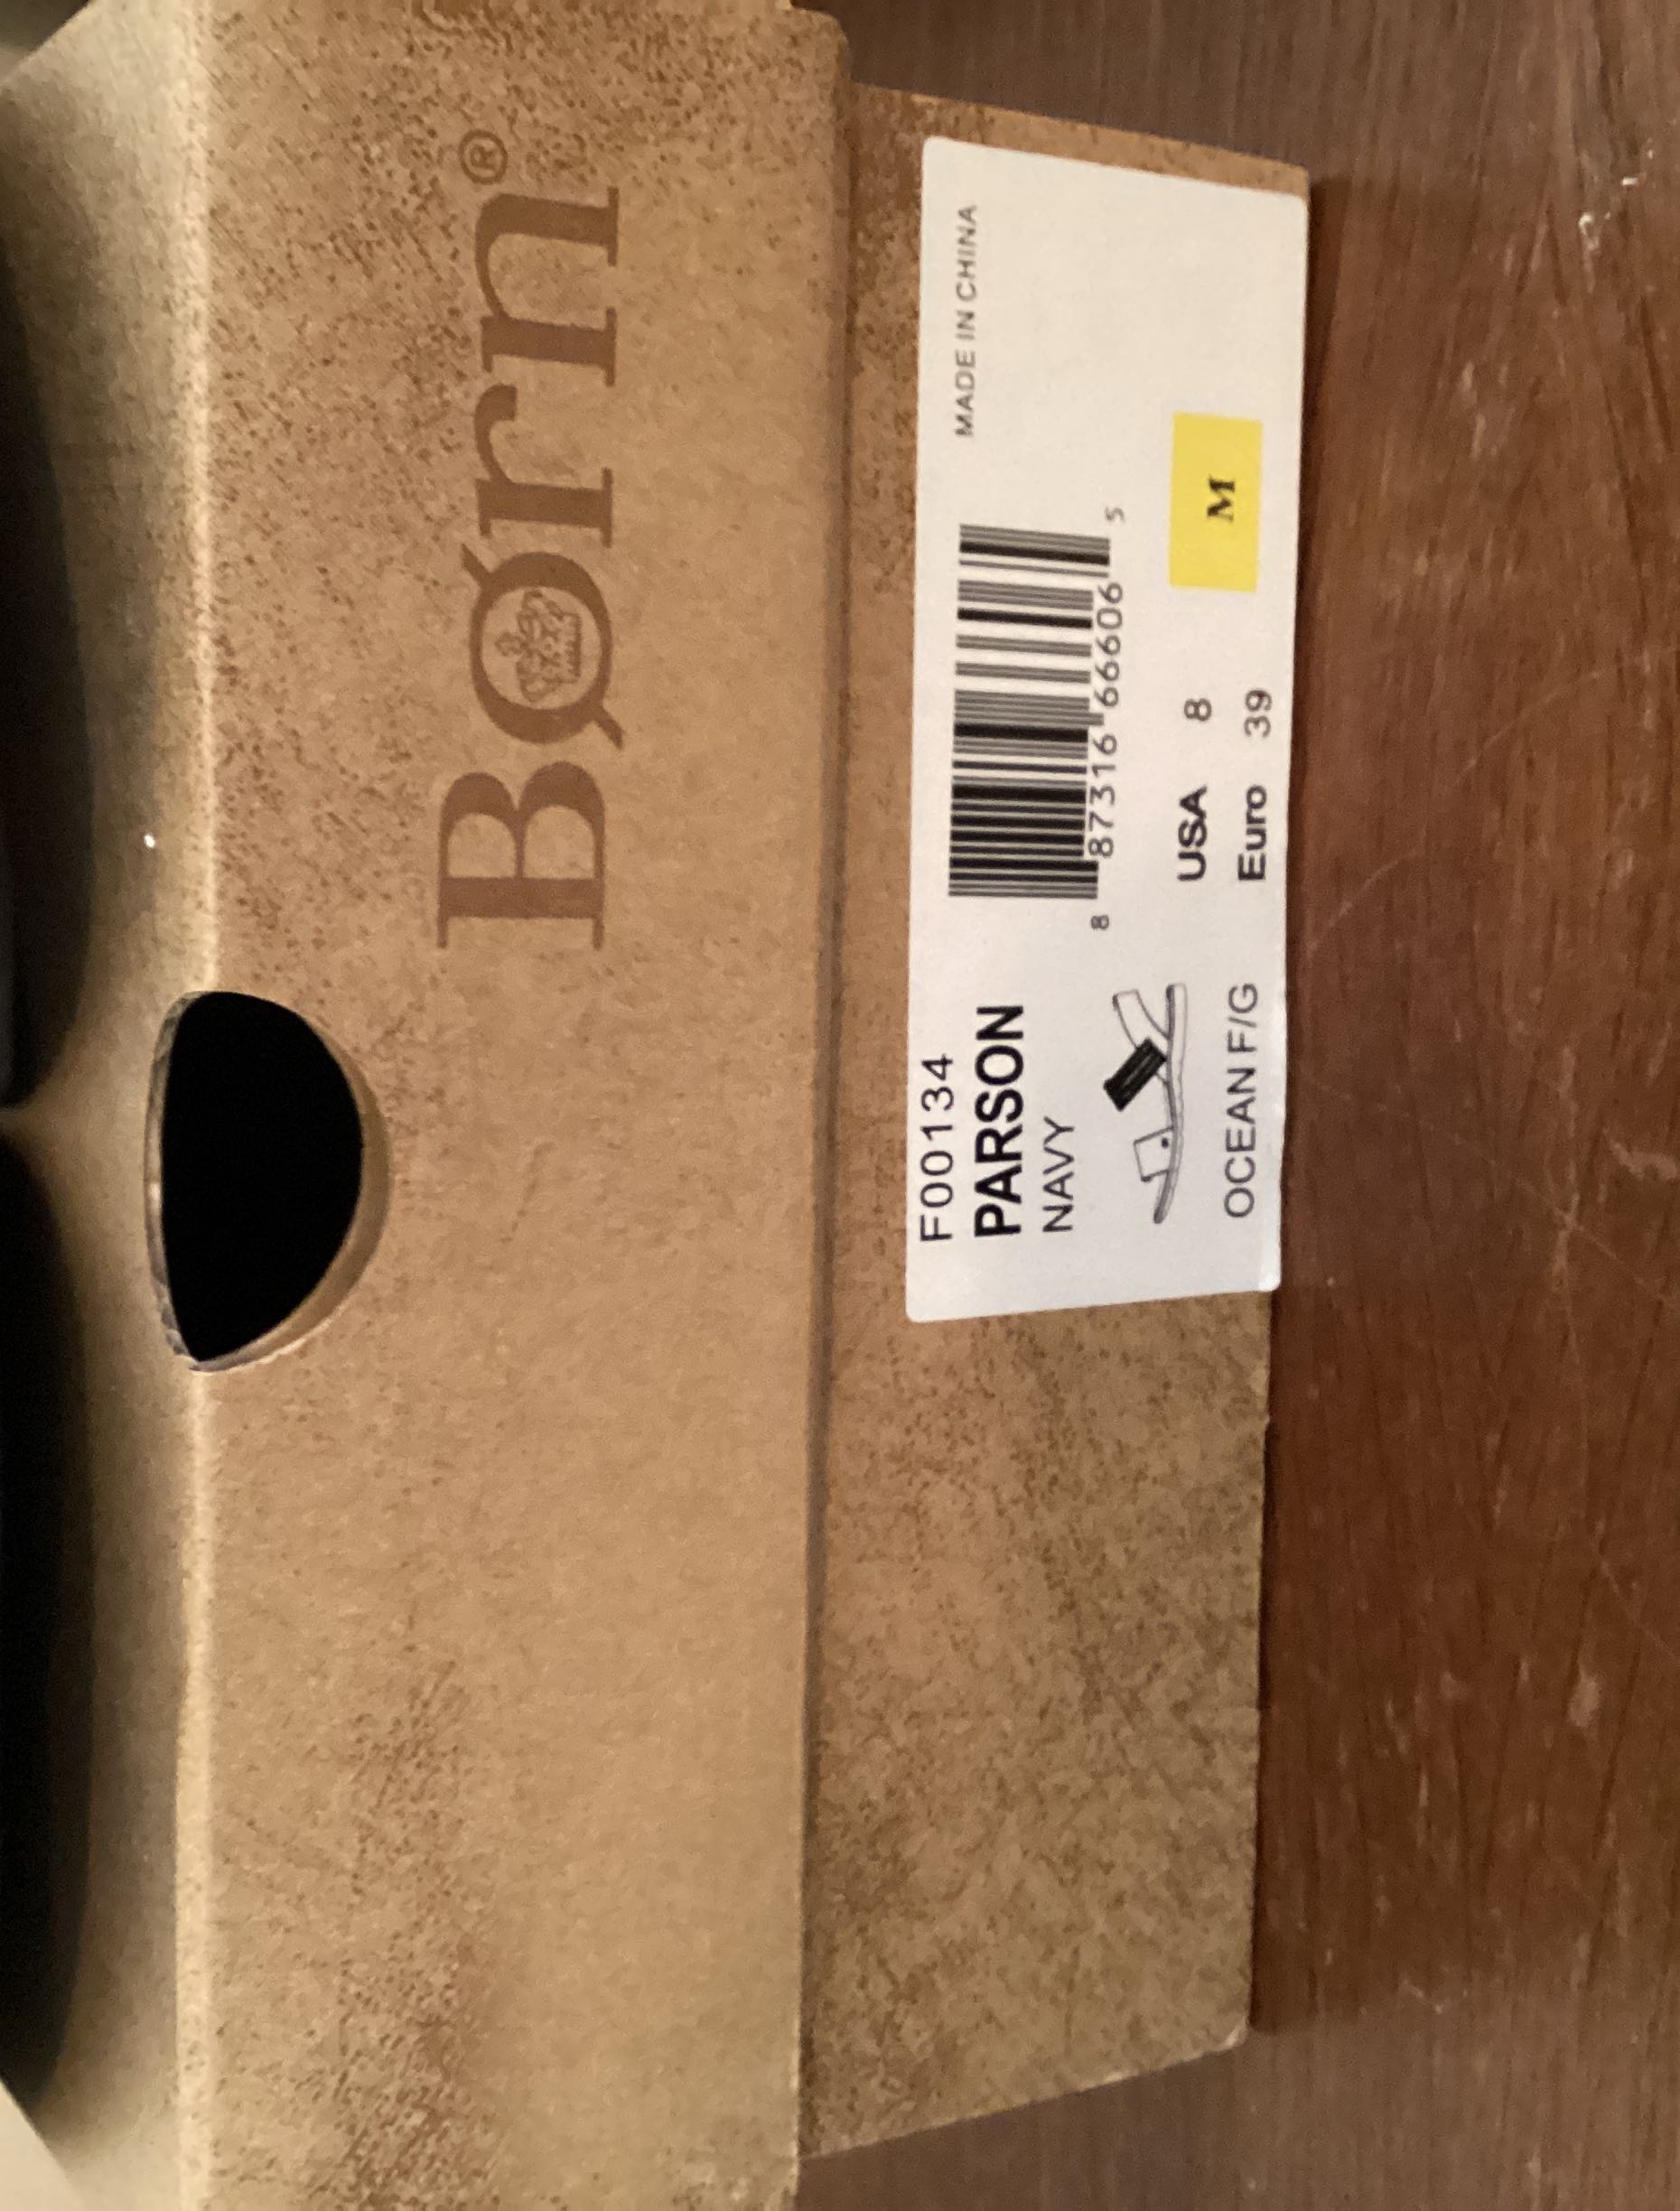 Børn®
F00134
PARSON
NAVY
OCEAN F/G
8 87316 66606 5
USA 8
Euro 39
M
MADE IN CHINA